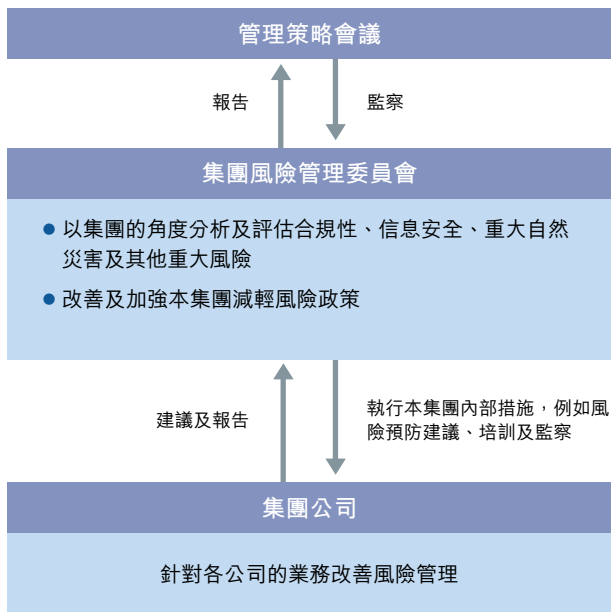 管理策略會議
報告
監察
集團風險管理委員會
● 以集團的角度分析及評估合規性、信息安全、重大自然
災害及其他重大風險
● 改善及加強本集團減輕風險政策
建議及報告
執行本集團內部措施，例如風
險預防建議、培訓及監察
集團公司
針對各公司的業務改善風險管理